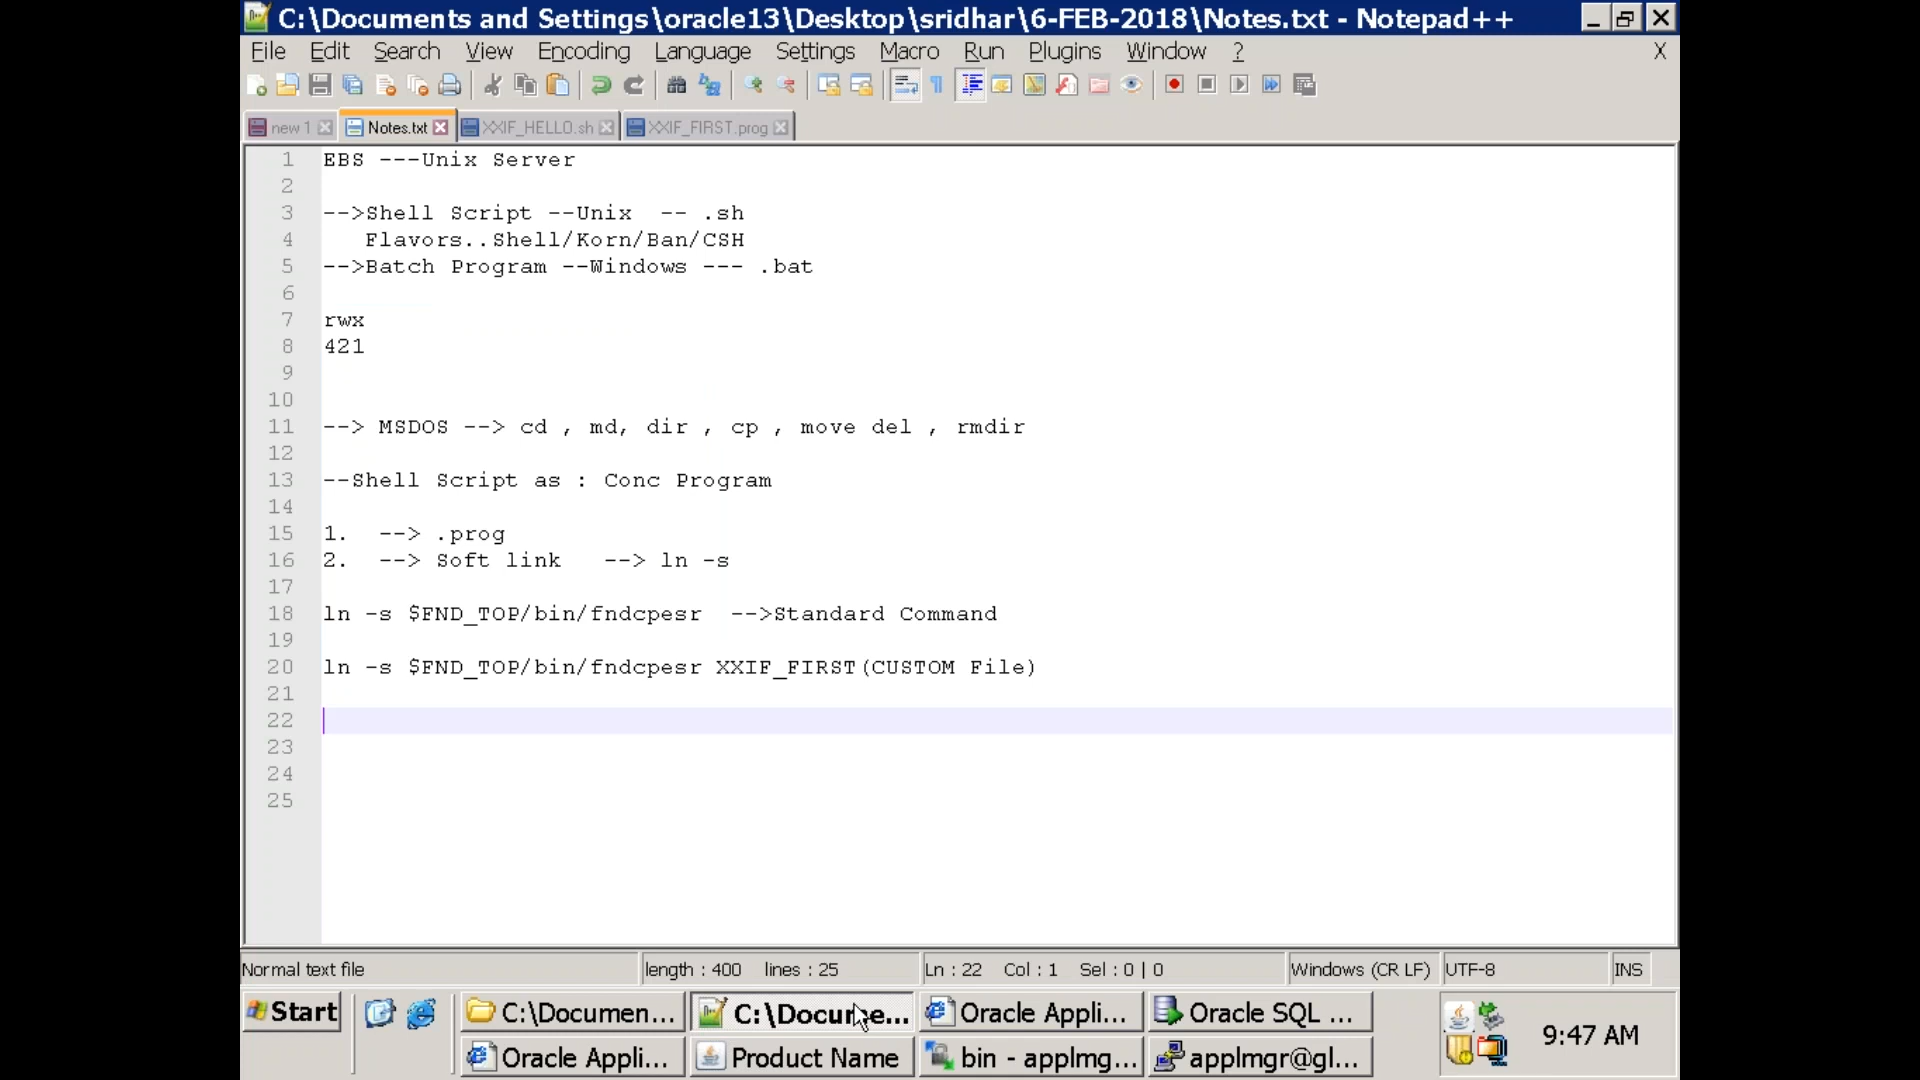 C:\Documents and Settings\oracle13\Desktop\sridhar\6-FEB-2018\Notes.txt - Notepad++
File Edit Search View Encoding Language Settings Macro Run Plugins Window ? X
new 1 Notes.txt XXIF_HELLO.sh XXIF_FIRST.prog
1 EBS ---Unix Server
2
3 -->Shell Script --Unix -- .sh
4 Flavors..Shell/Korn/Ban/CSH
5 -->Batch Program --Windows --- .bat
6
7 rwx
8 421
9
10
11 --> MSDOS --> cd , md, dir , cp , move del , rmdir
12
13 --Shell Script as : Conc Program
14
15 1. --> .prog
16 2. --> Soft link --> ln -s
17
18 ln -s $FND_TOP/bin/fndcpesr -->Standard Command
19
20 ln -s $FND_TOP/bin/fndcpesr XXIF_FIRST(CUSTOM File)
21
22
23
24
25
Normal text file length : 400 lines : 25 Ln : 22 Col : 1 Sel : 0 | 0 Windows (CR LF) UTF-8 INS
Start C:\Documen... C:\Docume... Oracle Appli... Oracle SQL ...
Oracle Appli... Product Name bin - applmg... applmgr@gl...
9:47 AM